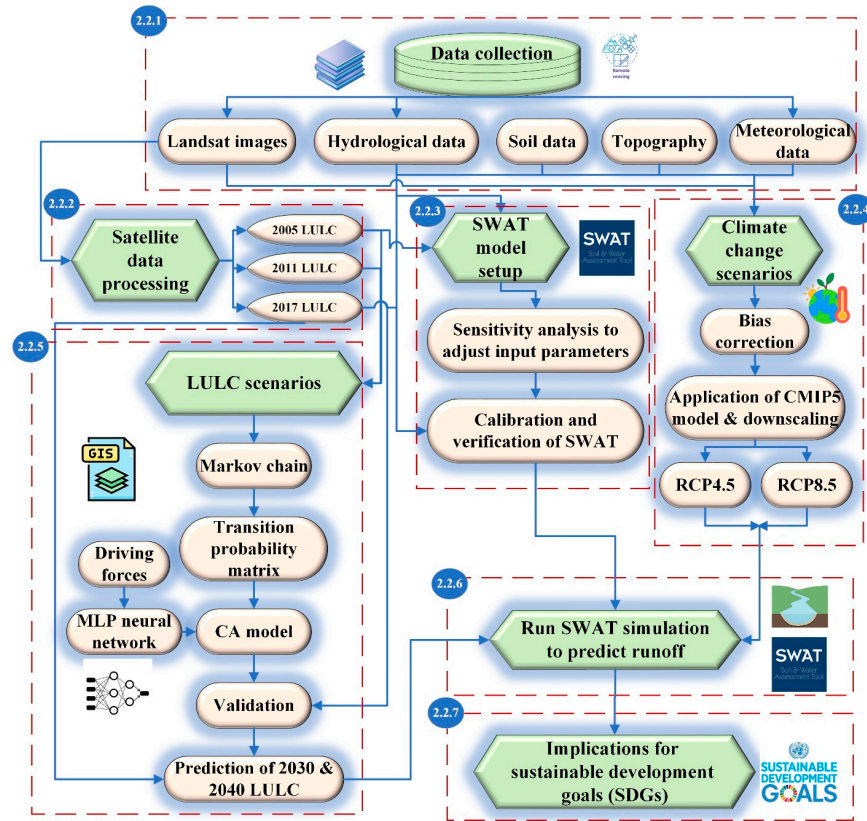 2.2.1
Data collection
Remote
sensing
Landsat images
Hydrological data
Soil data
Topography
Meteorological
data
2.2.2
Satellite
data
processing
2005 LULC
2011 LULC
2017 LULC
2.2.3
SWAT
model
setup
SWAT
Soil & Water
Assessment Tool
Sensitivity analysis to
adjust input parameters
Calibration and
verification of SWAT
2.2.4
Climate
change
scenarios
Bias
correction
Application of CMIP5
model & downscaling
RCP4.5
RCP8.5
2.2.5
LULC scenarios
GIS
Markov chain
Transition
probability
matrix
Driving
forces
MLP neural
network
CA model
Validation
Prediction of 2030 &
2040 LULC
2.2.6
Run SWAT simulation
to predict runoff
SWAT
Soil & Water
Assessment Tool
2.2.7
Implications for
sustainable development
goals (SDGs)
SUSTAINABLE
DEVELOPMENT
GOALS